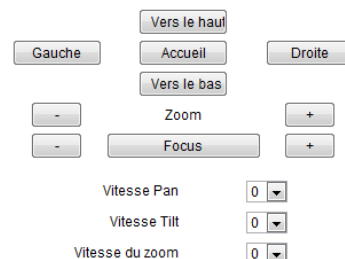 Vers le haut
Gauche Accueil Droite
Vers le bas
- Zoom +
- Focus +
Vitesse Pan 0
Vitesse Tilt 0
Vitesse du zoom 0